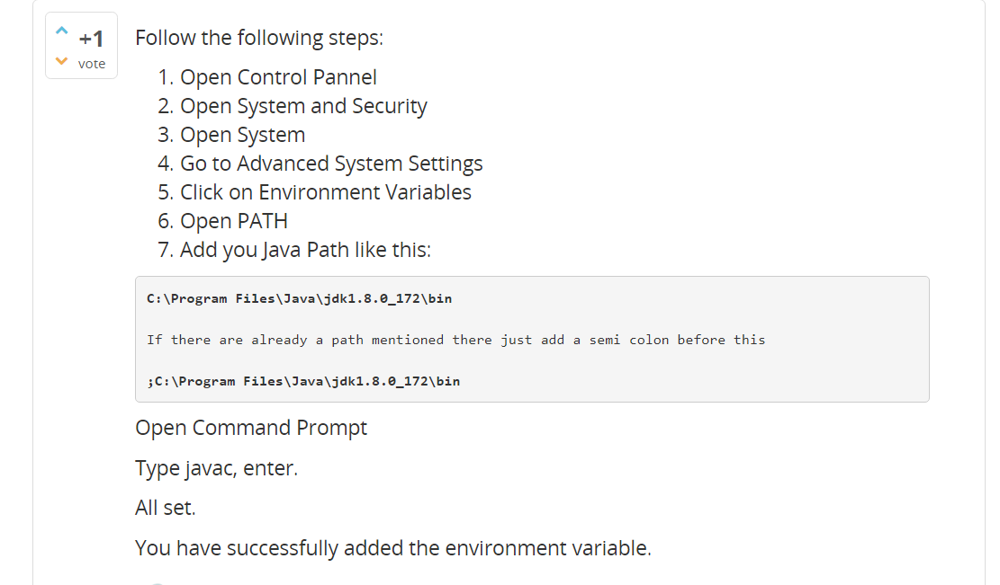 +1
vote
Follow the following steps:
1. Open Control Pannel
2. Open System and Security
3. Open System
4. Go to Advanced System Settings
5. Click on Environment Variables
6. Open PATH
7. Add you Java Path like this:
C:\Program Files\Java\jdk1.8.0_172\bin
If there are already a path mentioned there just add a semi colon before this
;C:\Program Files\Java\jdk1.8.0_172\bin
Open Command Prompt
Type javac, enter.
All set.
You have successfully added the environment variable.